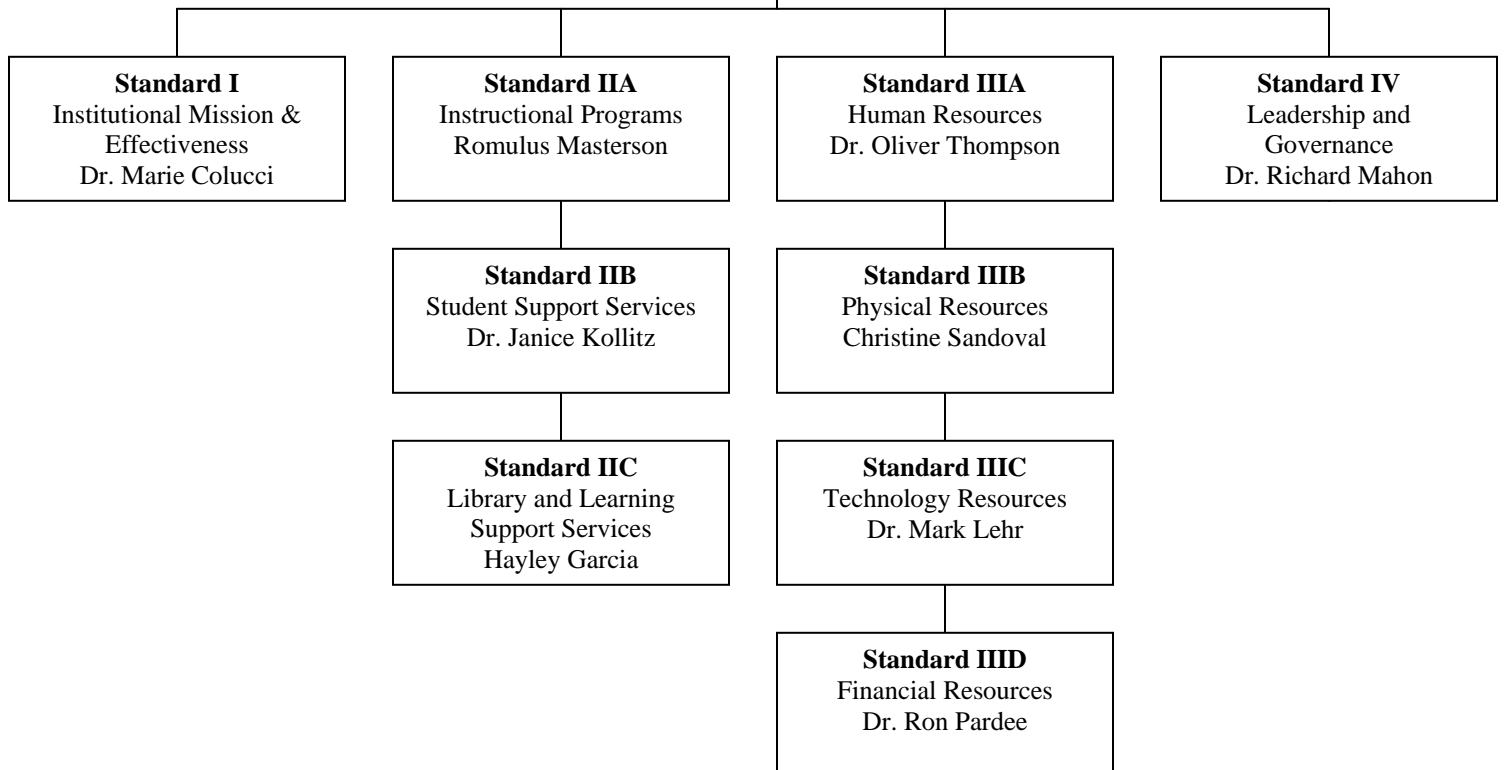 Standard I
Institutional Mission &
Effectiveness
Dr. Marie Colucci
Standard IIA
Instructional Programs
Romulus Masterson
Standard IIIA
Human Resources
Dr. Oliver Thompson
Standard IV
Leadership and
Governance
Dr. Richard Mahon
Standard IIB
Student Support Services
Dr. Janice Kollitz
Standard IIIB
Physical Resources
Christine Sandoval
Standard IIC
Library and Learning
Support Services
Hayley Garcia
Standard IIIC
Technology Resources
Dr. Mark Lehr
Standard IIID
Financial Resources
Dr. Ron Pardee